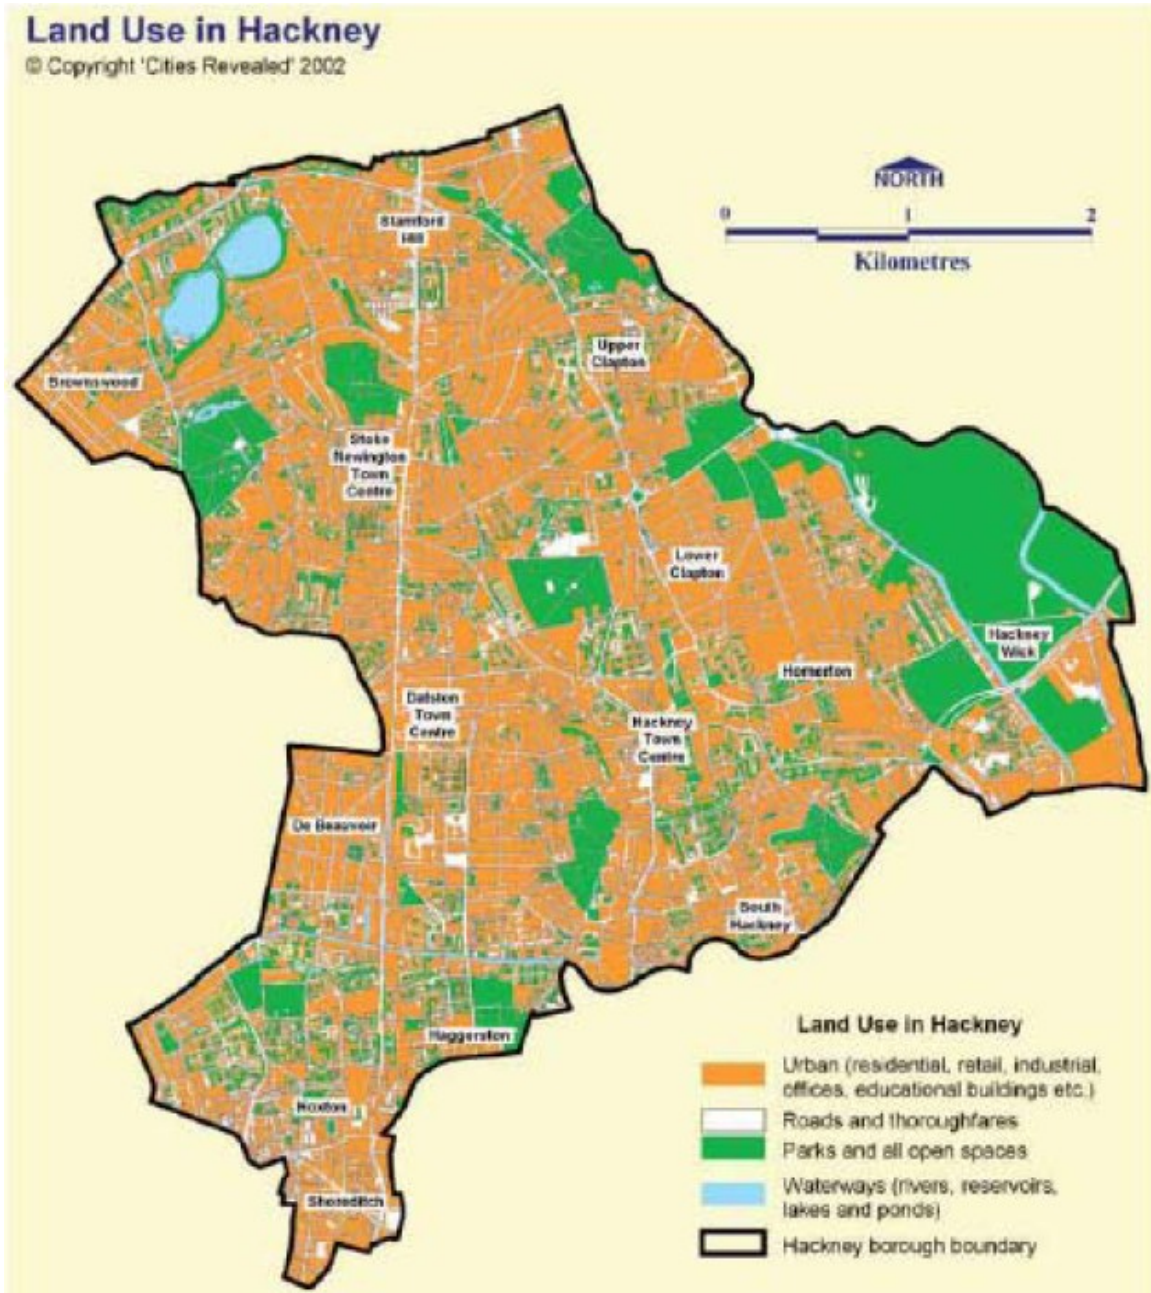 Land Use in Hackney
© Copyright 'Cities Revealed' 2002
NORTH
0 1 2
Kilometres
Stamford
Hill
Upper
Clapton
Brownswood
Stoke
Newington
Town
Centre
Lower
Clapton
Hackney
Wick
Homerton
Dalston
Town
Centre
Hackney
Town
Centre
De Beauvoir
South
Hackney
Haggerston
Hoxton
Shoreditch
Land Use in Hackney
Urban (residential, retail, industrial,
offices, educational buildings etc.)
Roads and thoroughfares
Parks and all open spaces
Waterways (rivers, reservoirs,
lakes and ponds)
Hackney borough boundary